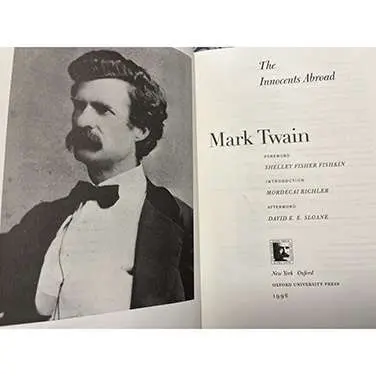 The
Innocents Abroad
Mark Twain
FOREWORD
SHELLEY FISHER FISHKIN
INTRODUCTION
MORDECAI RICHLER
AFTERWORD
DAVID E. E. SLOANE
New York Oxford
OXFORD UNIVERSITY PRESS
1996